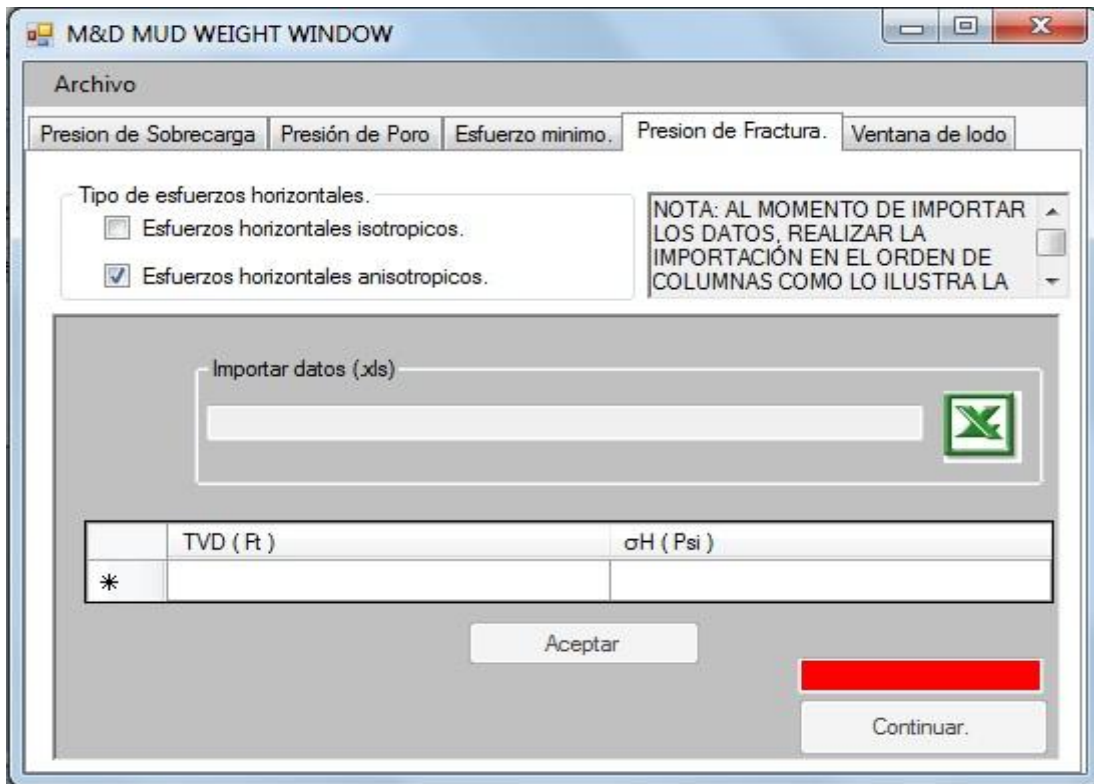 M&D MUD WEIGHT WINDOW
Archivo
Presion de Sobrecarga Presión de Poro Esfuerzo minimo. Presion de Fractura. Ventana de lodo
Tipo de esfuerzos horizontales.
Esfuerzos horizontales isotropicos.
Esfuerzos horizontales anisotropicos.
NOTA: AL MOMENTO DE IMPORTAR
LOS DATOS, REALIZAR LA
IMPORTACIÓN EN EL ORDEN DE
COLUMNAS COMO LO ILUSTRA LA
Importar datos (.xls)
TVD ( Ft ) σH ( Psi )
Aceptar
Continuar.